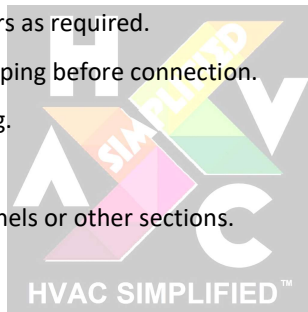 rs as required.
ping before connection.
g.
nels or other sections.
H
V
A
C
SIMPLIFIED
HVAC SIMPLIFIED™